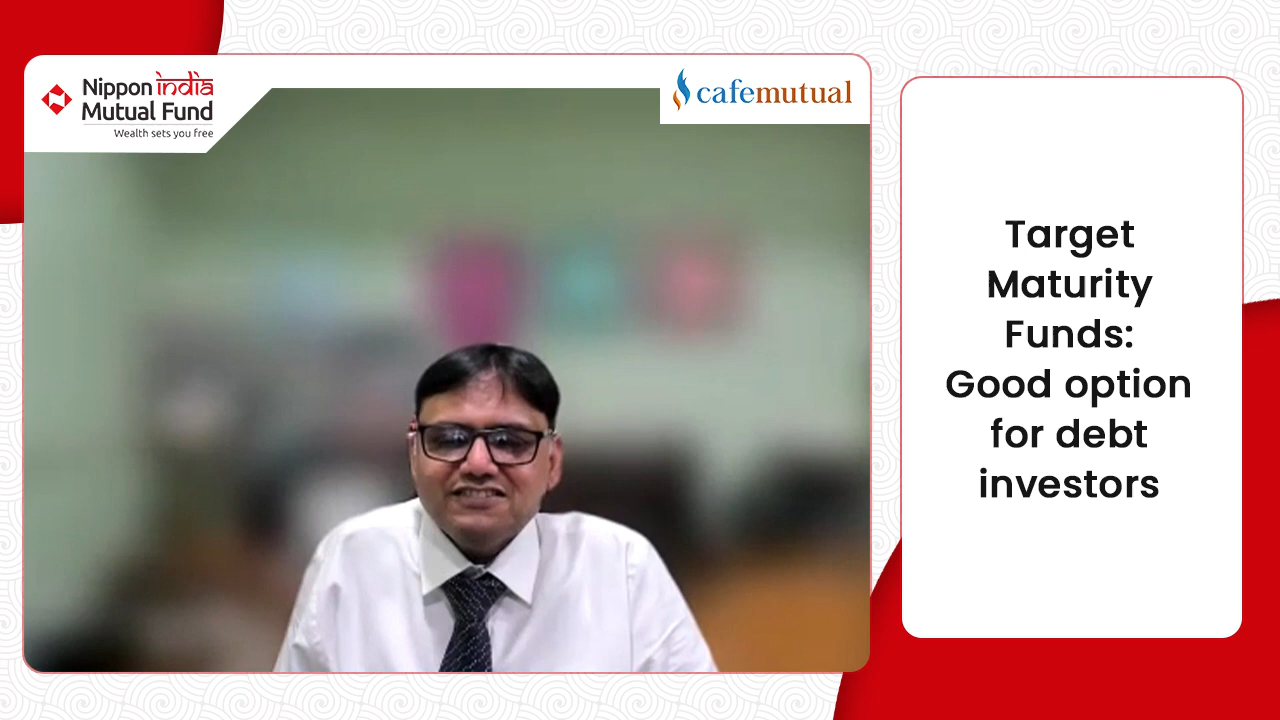 Nippon india
Mutual Fund
Wealth sets you free
cafemutual
Target
Maturity
Funds:
Good option
for debt
investors